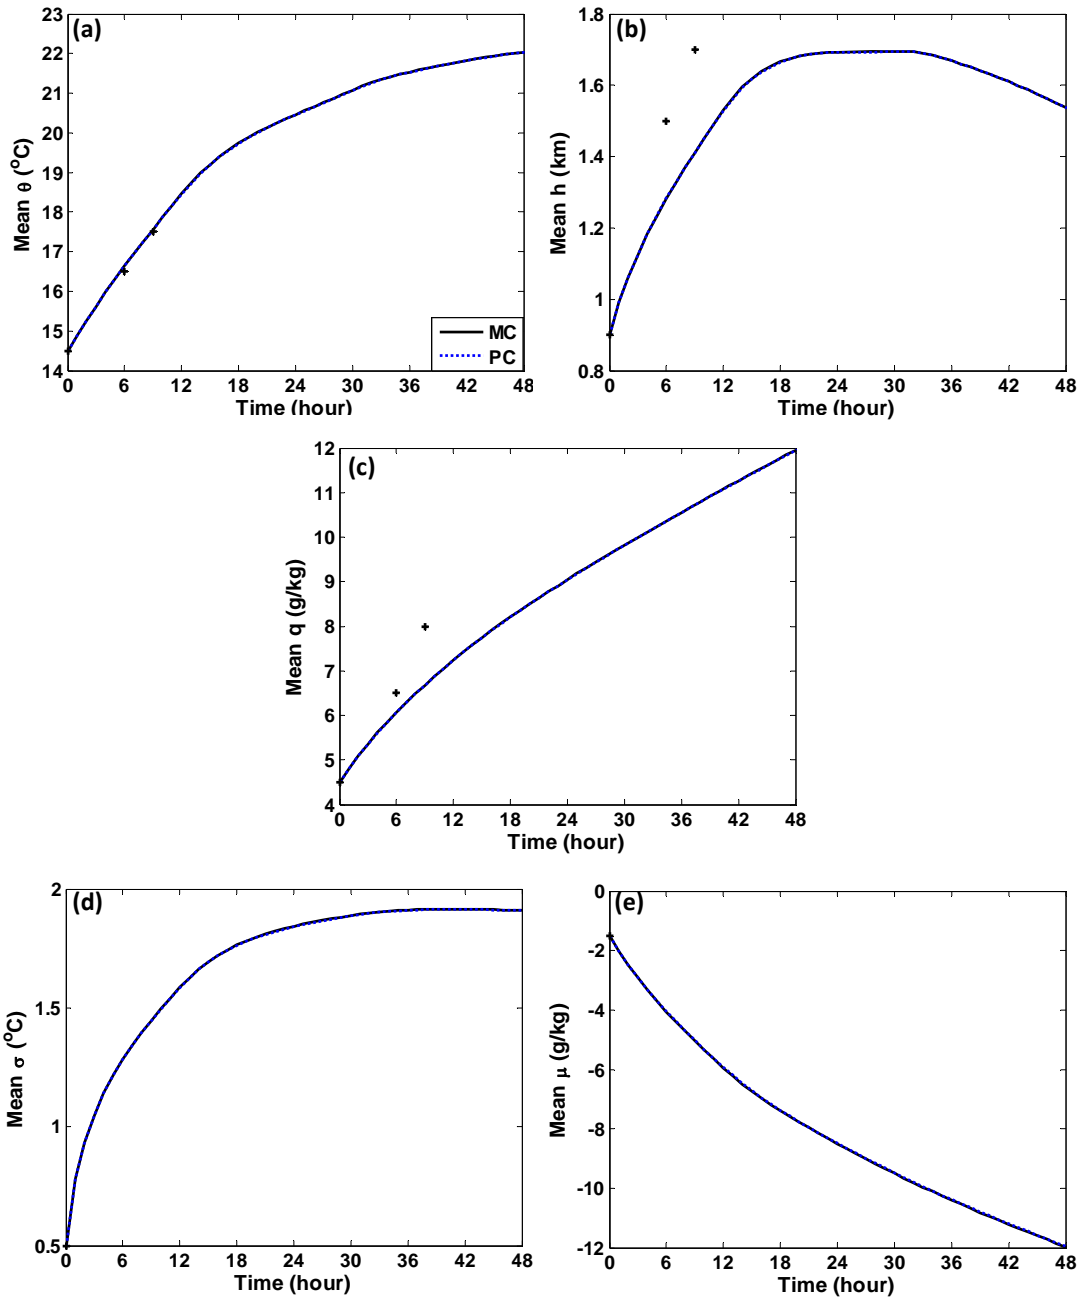 (a)
23
22
21
20
19
18
17
16
15
14
Mean θ (°C)
0 6 12 18 24 30 36 42 48
Time (hour)
MC
PC
(b)
1.8
1.6
1.4
1.2
1
0.8
Mean h (km)
0 6 12 18 24 30 36 42 48
Time (hour)
(c)
12
11
10
9
8
7
6
5
4
Mean q (g/kg)
0 6 12 18 24 30 36 42 48
Time (hour)
(d)
2
1.5
1
0.5
Mean σ (°C)
0 6 12 18 24 30 36 42 48
Time (hour)
(e)
0
-2
-4
-6
-8
-10
-12
Mean μ (g/kg)
0 6 12 18 24 30 36 42 48
Time (hour)